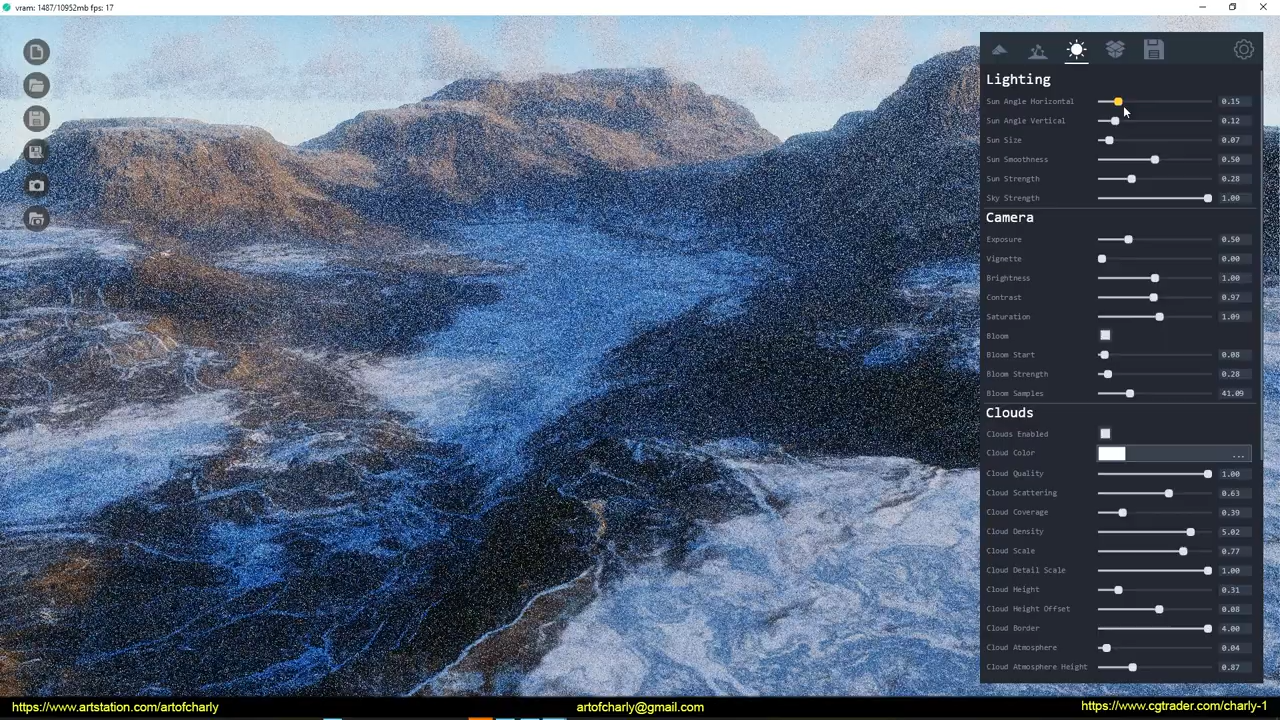 vram: 1487/10952mb fps: 17
Lighting
Sun Angle Horizontal 0.15
Sun Angle Vertical 0.12
Sun Size 0.07
Sun Smoothness 0.50
Sun Strength 0.28
Sky Strength 1.00
Camera
Exposure 0.50
Vignette 0.00
Brightness 1.00
Contrast 0.97
Saturation 1.09
Bloom
Bloom Start 0.08
Bloom Strength 0.28
Bloom Samples 41.09
Clouds
Clouds Enabled
Cloud Color ...
Cloud Quality 1.00
Cloud Scattering 0.63
Cloud Coverage 0.39
Cloud Density 5.02
Cloud Scale 0.77
Cloud Detail Scale 1.00
Cloud Height 0.31
Cloud Height Offset 0.08
Cloud Border 4.00
Cloud Atmosphere 0.04
Cloud Atmosphere Height 0.87
https://www.artstation.com/artofcharly artofcharly@gmail.com https://www.cgtrader.com/charly-1